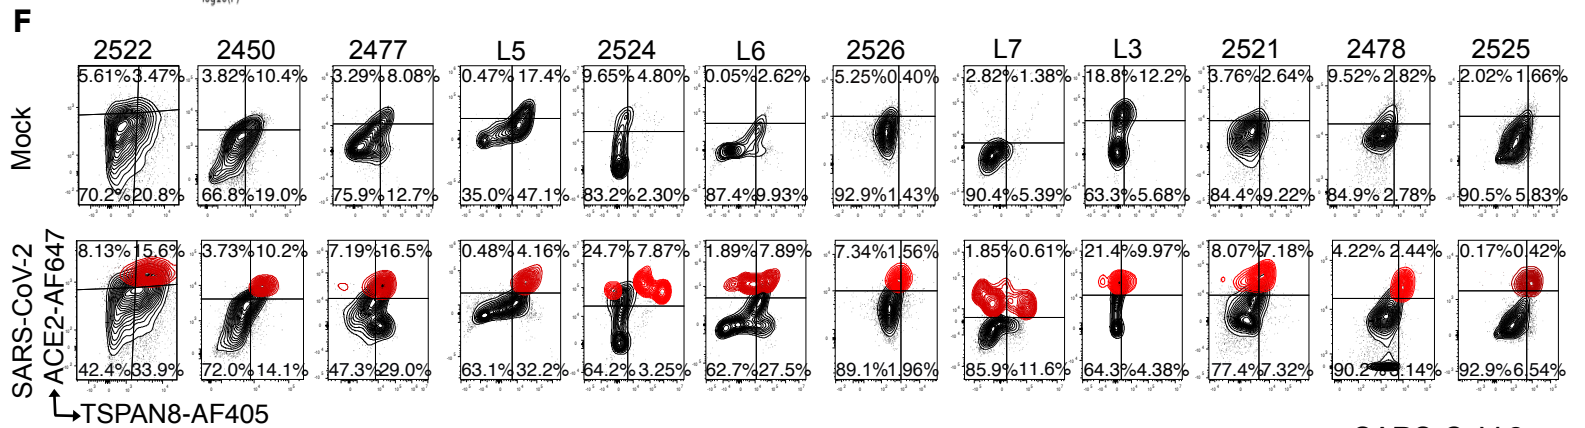 F
2522 2450 2477 L5 2524 L6 2526 L7 L3 2521 2478 2525
Mock
5.61% 3.47% 3.82% 10.4% 3.29% 8.08% 0.47% 17.4% 9.65% 4.80% 0.05% 2.62% 5.25% 0.40% 2.82% 1.38% 18.8% 12.2% 3.76% 2.64% 9.52% 2.82% 2.02% 1.66%
70.2% 20.8% 66.8% 19.0% 75.9% 12.7% 35.0% 47.1% 83.2% 2.30% 87.4% 9.93% 92.9% 1.43% 90.4% 5.39% 63.3% 5.68% 84.4% 9.22% 84.9% 2.78% 90.5% 5.83%
SARS-CoV-2
ACE2-AF647
8.13% 15.6% 3.73% 10.2% 7.19% 16.5% 0.48% 4.16% 24.7% 7.87% 1.89% 7.89% 7.34% 1.56% 1.85% 0.61% 21.4% 9.97% 8.07% 7.18% 4.22% 2.44% 0.17% 0.42%
42.4% 33.9% 72.0% 14.1% 47.3% 29.0% 63.1% 32.2% 64.2% 3.25% 62.7% 27.5% 89.1% 1.96% 85.9% 11.6% 64.3% 4.38% 77.4% 7.32% 90.2% 3.14% 92.9% 6.54%
TSPAN8-AF405